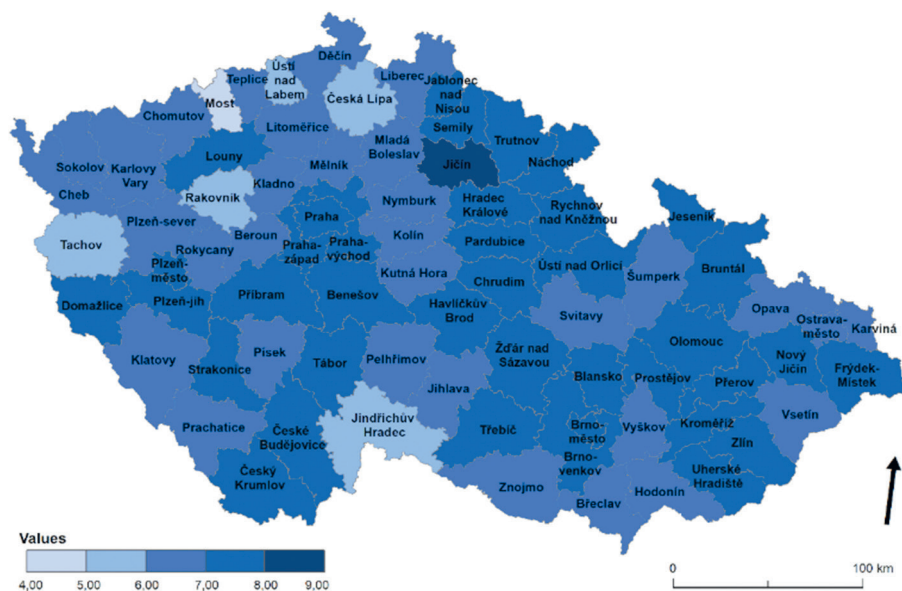 Děčín
Ústí
nad
Labem
Teplice
Liberec
Jablonec
nad
Nisou
Most
Česká Lípa
Chomutov
Litoměřice
Semily
Trutnov
Mladá
Boleslav
Louny
Jičín
Náchod
Sokolov
Karlovy
Vary
Mělník
Kladno
Cheb
Rakovník
Nymburk
Hradec
Králové
Rychnov
nad Kněžnou
Praha
Jeseník
Plzeň-sever
Beroun
Kolín
Tachov
Rokycany
Praha-
západ
Praha-
východ
Pardubice
Plzeň-
město
Kutná Hora
Ústí nad Orlicí
Šumperk
Bruntál
Chrudim
Domažlice
Plzeň-jih
Příbram
Benešov
Havlíčkův
Brod
Svitavy
Opava
Ostrava-
město
Karviná
Olomouc
Klatovy
Písek
Strakonice
Tábor
Pelhřimov
Žďár nad
Sázavou
Nový
Jičín
Frýdek-
Místek
Jihlava
Blansko
Prostějov
Přerov
Prachatice
Jindřichův
Hradec
České
Budějovice
Třebíč
Brno-
město
Vyškov
Kroměříž
Vsetín
Zlín
Brno-
venkov
Český
Krumlov
Uherské
Hradiště
Znojmo
Hodonín
Břeclav
Values
4,00 5,00 6,00 7,00 8,00 9,00
0 100 km